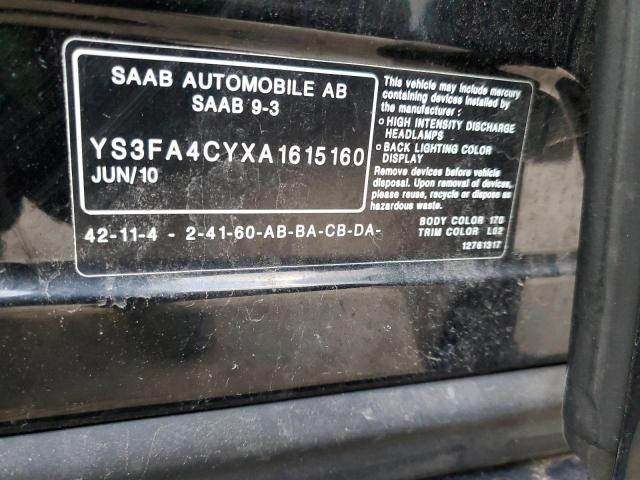 SAAB AUTOMOBILE AB
SAAB 9-3
YS3FA4CYXA1615160
JUN/10
42-11-4 - 2-41-60-AB-BA-CB-DA-
This vehicle may include mercury
containing devices installed by
the manufacturer :
o HIGH INTENSITY DISCHARGE
HEADLAMPS
o BACK LIGHTING COLOR
DISPLAY
Remove devices before vehicle
disposal. Upon removal of devices,
please reuse, recycle or dispose as
hazardous waste.
BODY COLOR 170
TRIM COLOR L02
12761317